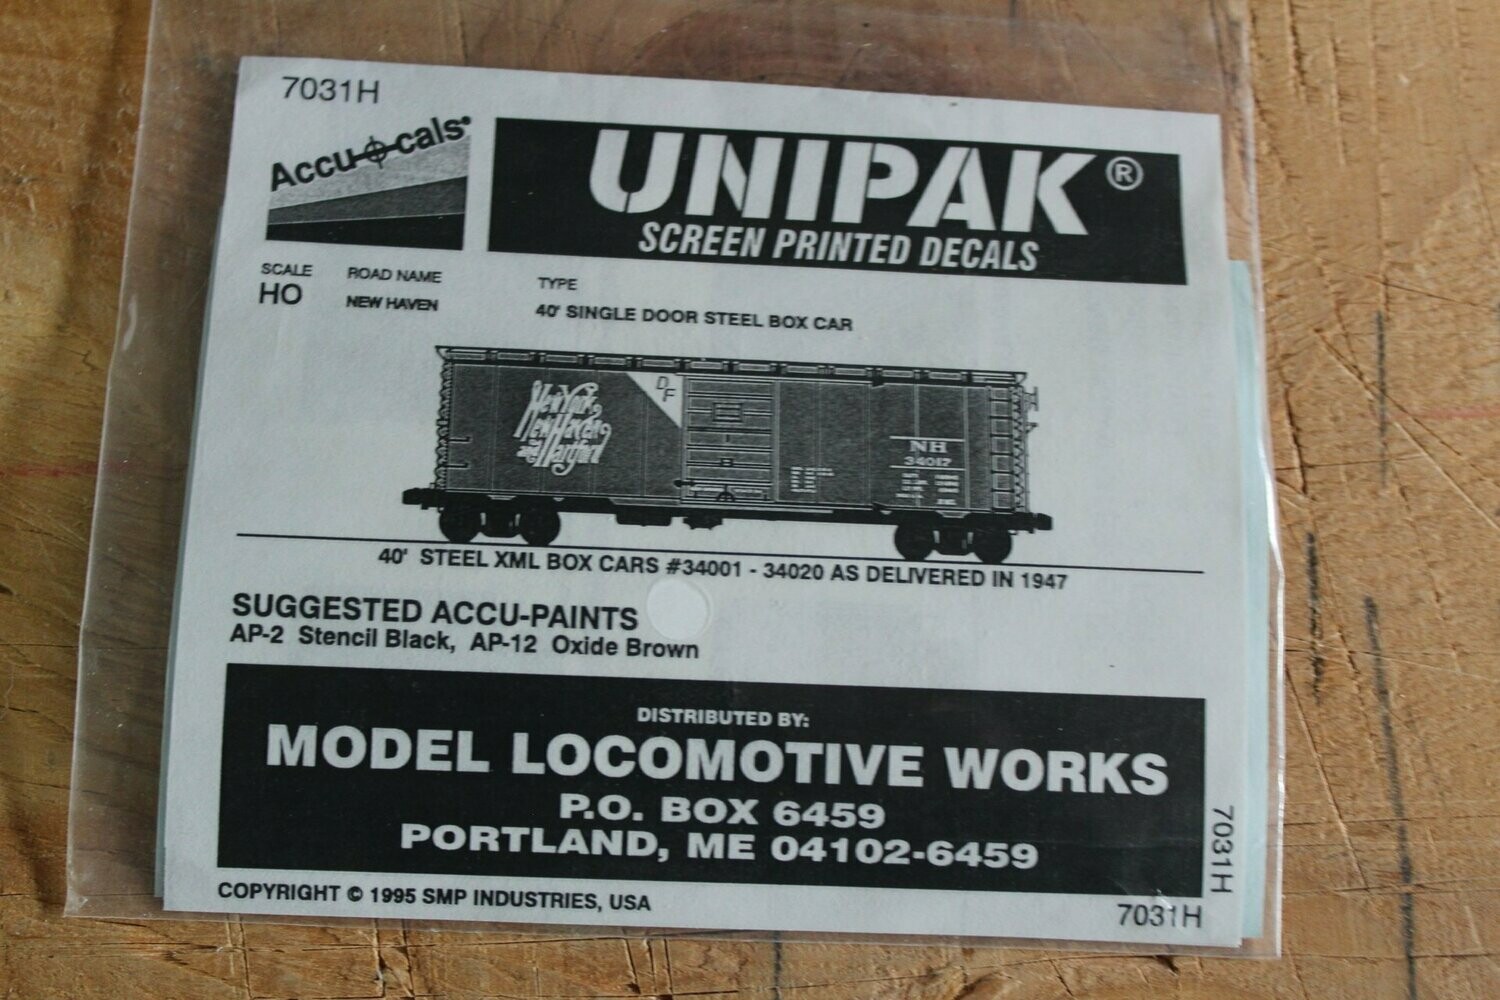 7031H
Accu-cals
UNIPAK®
SCREEN PRINTED DECALS
SCALE
HO
ROAD NAME
NEW HAVEN
TYPE
40' SINGLE DOOR STEEL BOX CAR
New York,
New Haven
and Hartford
DF
NH
34017
40' STEEL XML BOX CARS #34001 - 34020 AS DELIVERED IN 1947
SUGGESTED ACCU-PAINTS
AP-2 Stencil Black, AP-12 Oxide Brown
DISTRIBUTED BY:
MODEL LOCOMOTIVE WORKS
P.O. BOX 6459
PORTLAND, ME 04102-6459
7031H
COPYRIGHT © 1995 SMP INDUSTRIES, USA
7031H